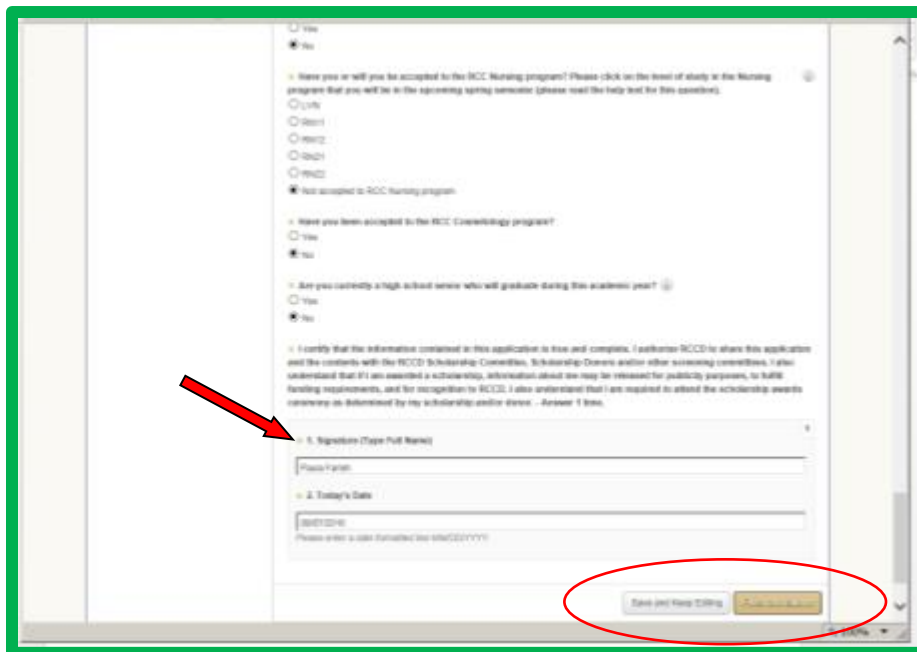 Yes
No
Have you or will you be accepted to the RCC Nursing program? Please click on the level of study in the Nursing
program that you will be in the upcoming spring semester (please read the help text for this question).
LVN
RN11
RN12
RN21
RN22
Not accepted to RCC Nursing program
Have you been accepted to the RCC Cosmetology program?
Yes
No
Are you currently a high school senior who will graduate during this academic year?
Yes
No
I certify that the information contained in this application is true and complete. I authorize RCCD to share this application
and the contents with the RCCD Scholarship Committee, Scholarship Donors and/or other screening committees. I also
understand that if I am awarded a scholarship, information about me may be released for publicity purposes, to fulfill
funding requirements, and for recognition to RCCD. I also understand that I am required to attend the scholarship awards
ceremony as determined by my scholarship and/or donor. - Answer 1 time.
1. Signature (Type Full Name)
2. Today's Date
Please enter a date formatted like MM/DD/YYYY.
Save and Keep Editing
100%